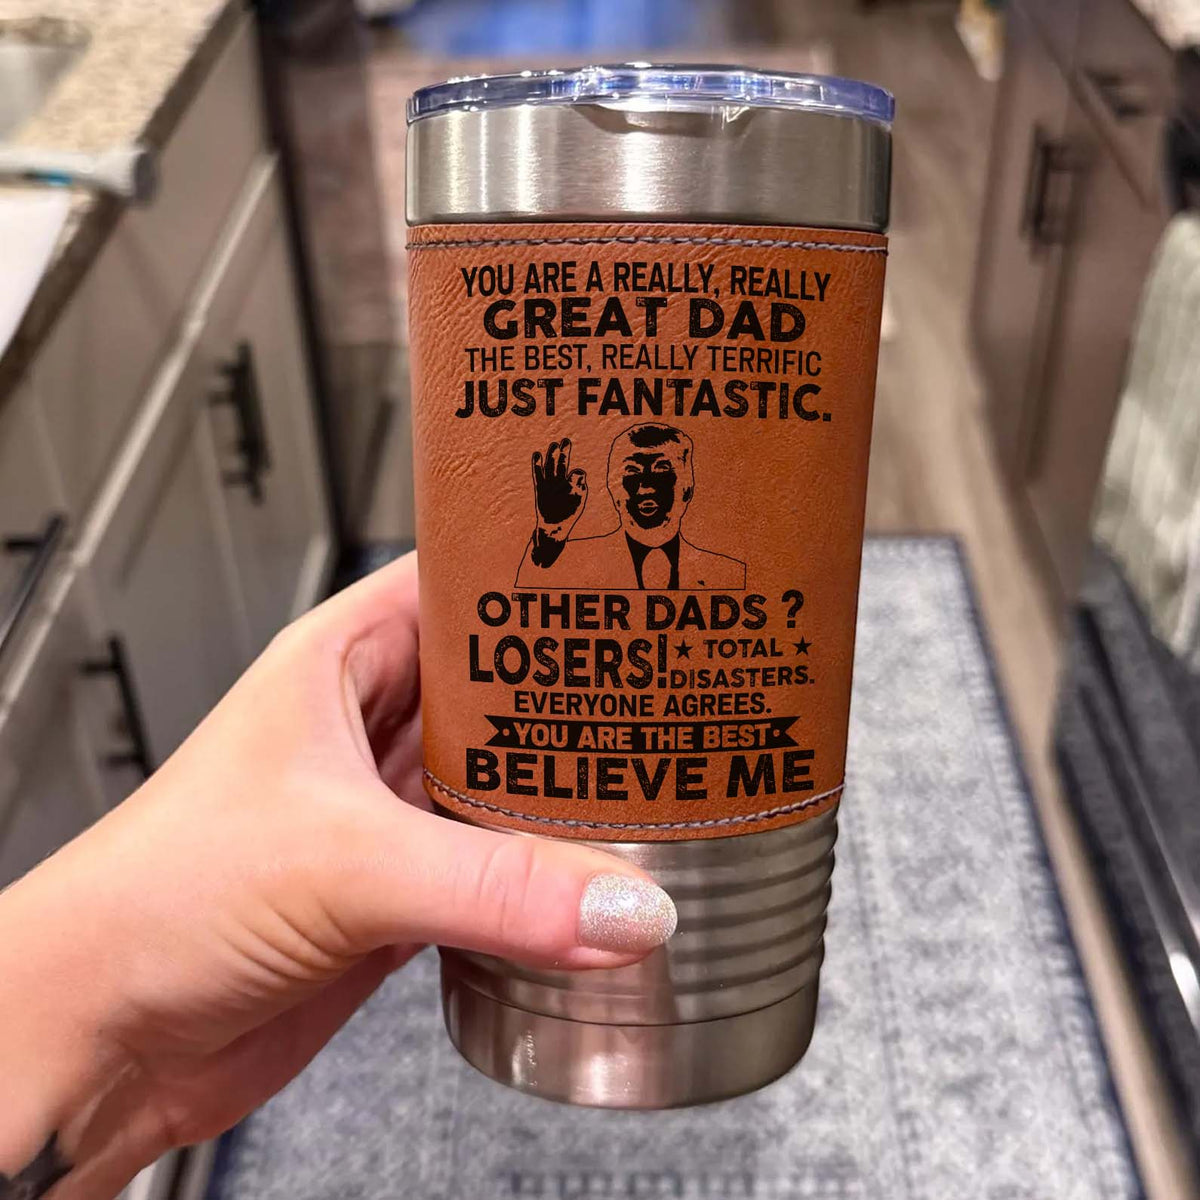 YOU ARE A REALLY, REALLY
GREAT DAD
THE BEST, REALLY TERRIFIC
JUST FANTASTIC.
OTHER DADS ?
LOSERS! ★ TOTAL ★
DISASTERS.
EVERYONE AGREES.
• YOU ARE THE BEST •
BELIEVE ME